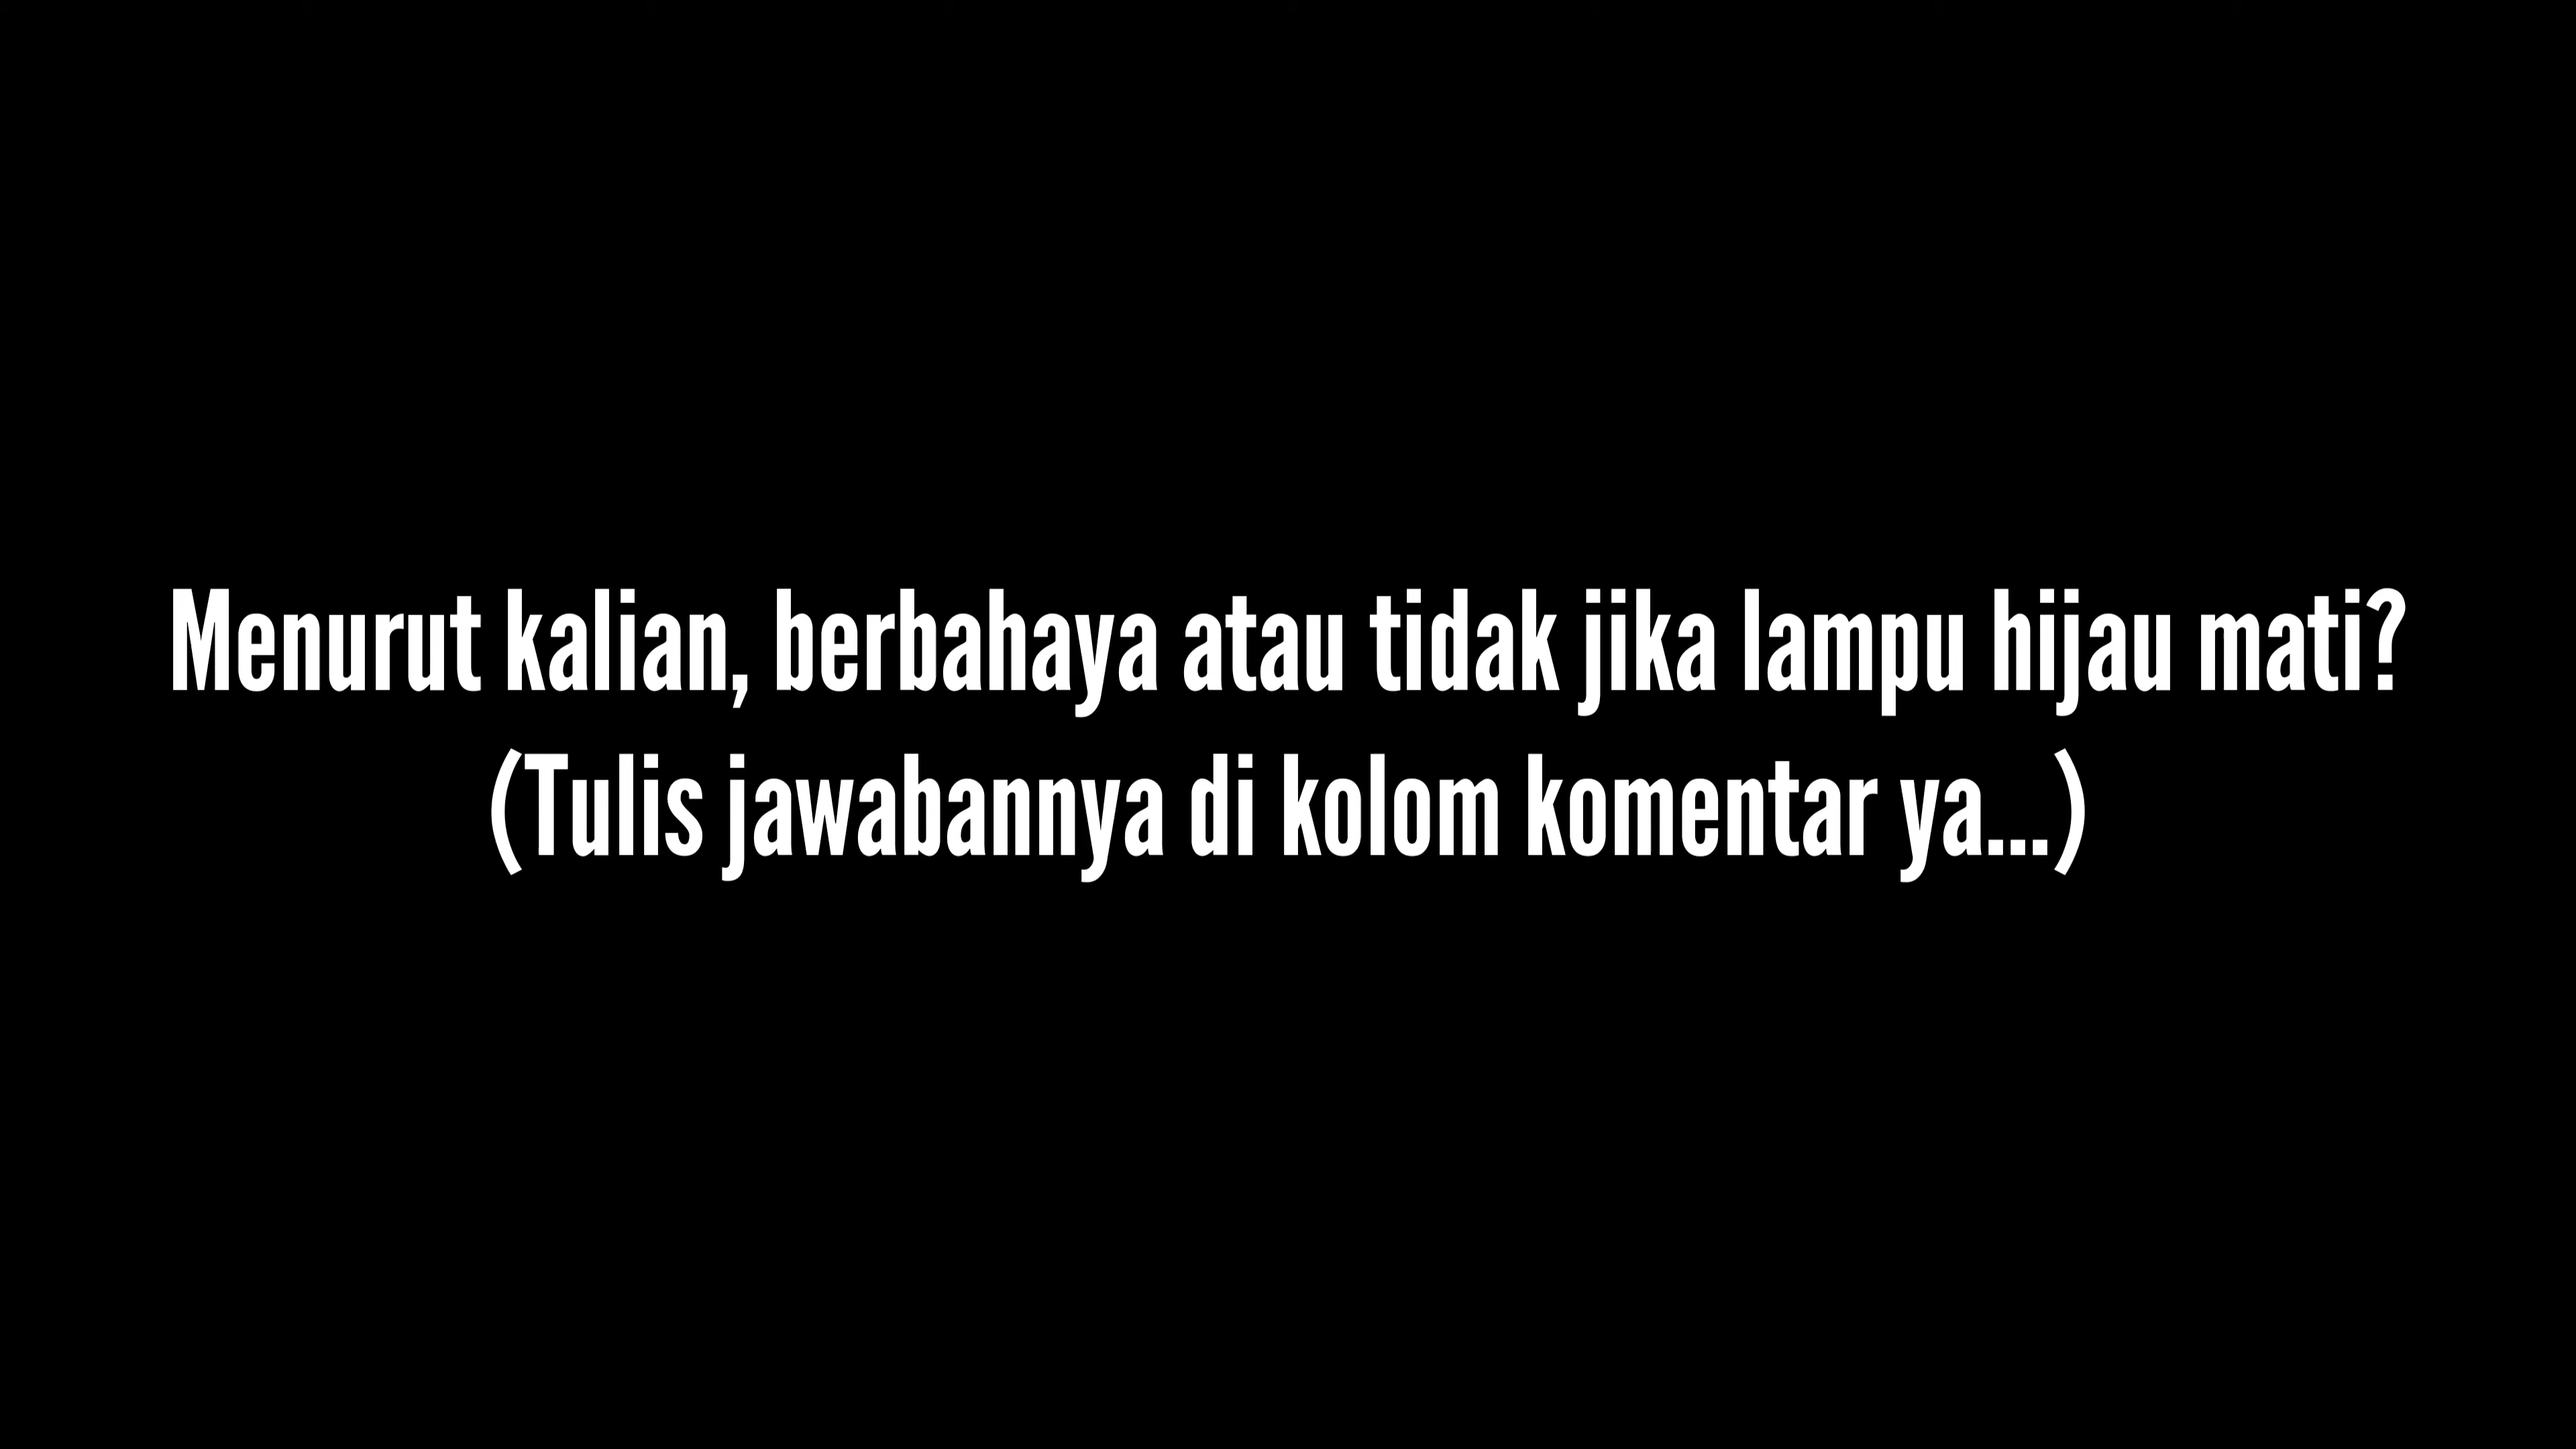 Menurut kalian, berbahaya atau tidak jika lampu hijau mati?
(Tulis jawabannya di kolom komentar ya...)